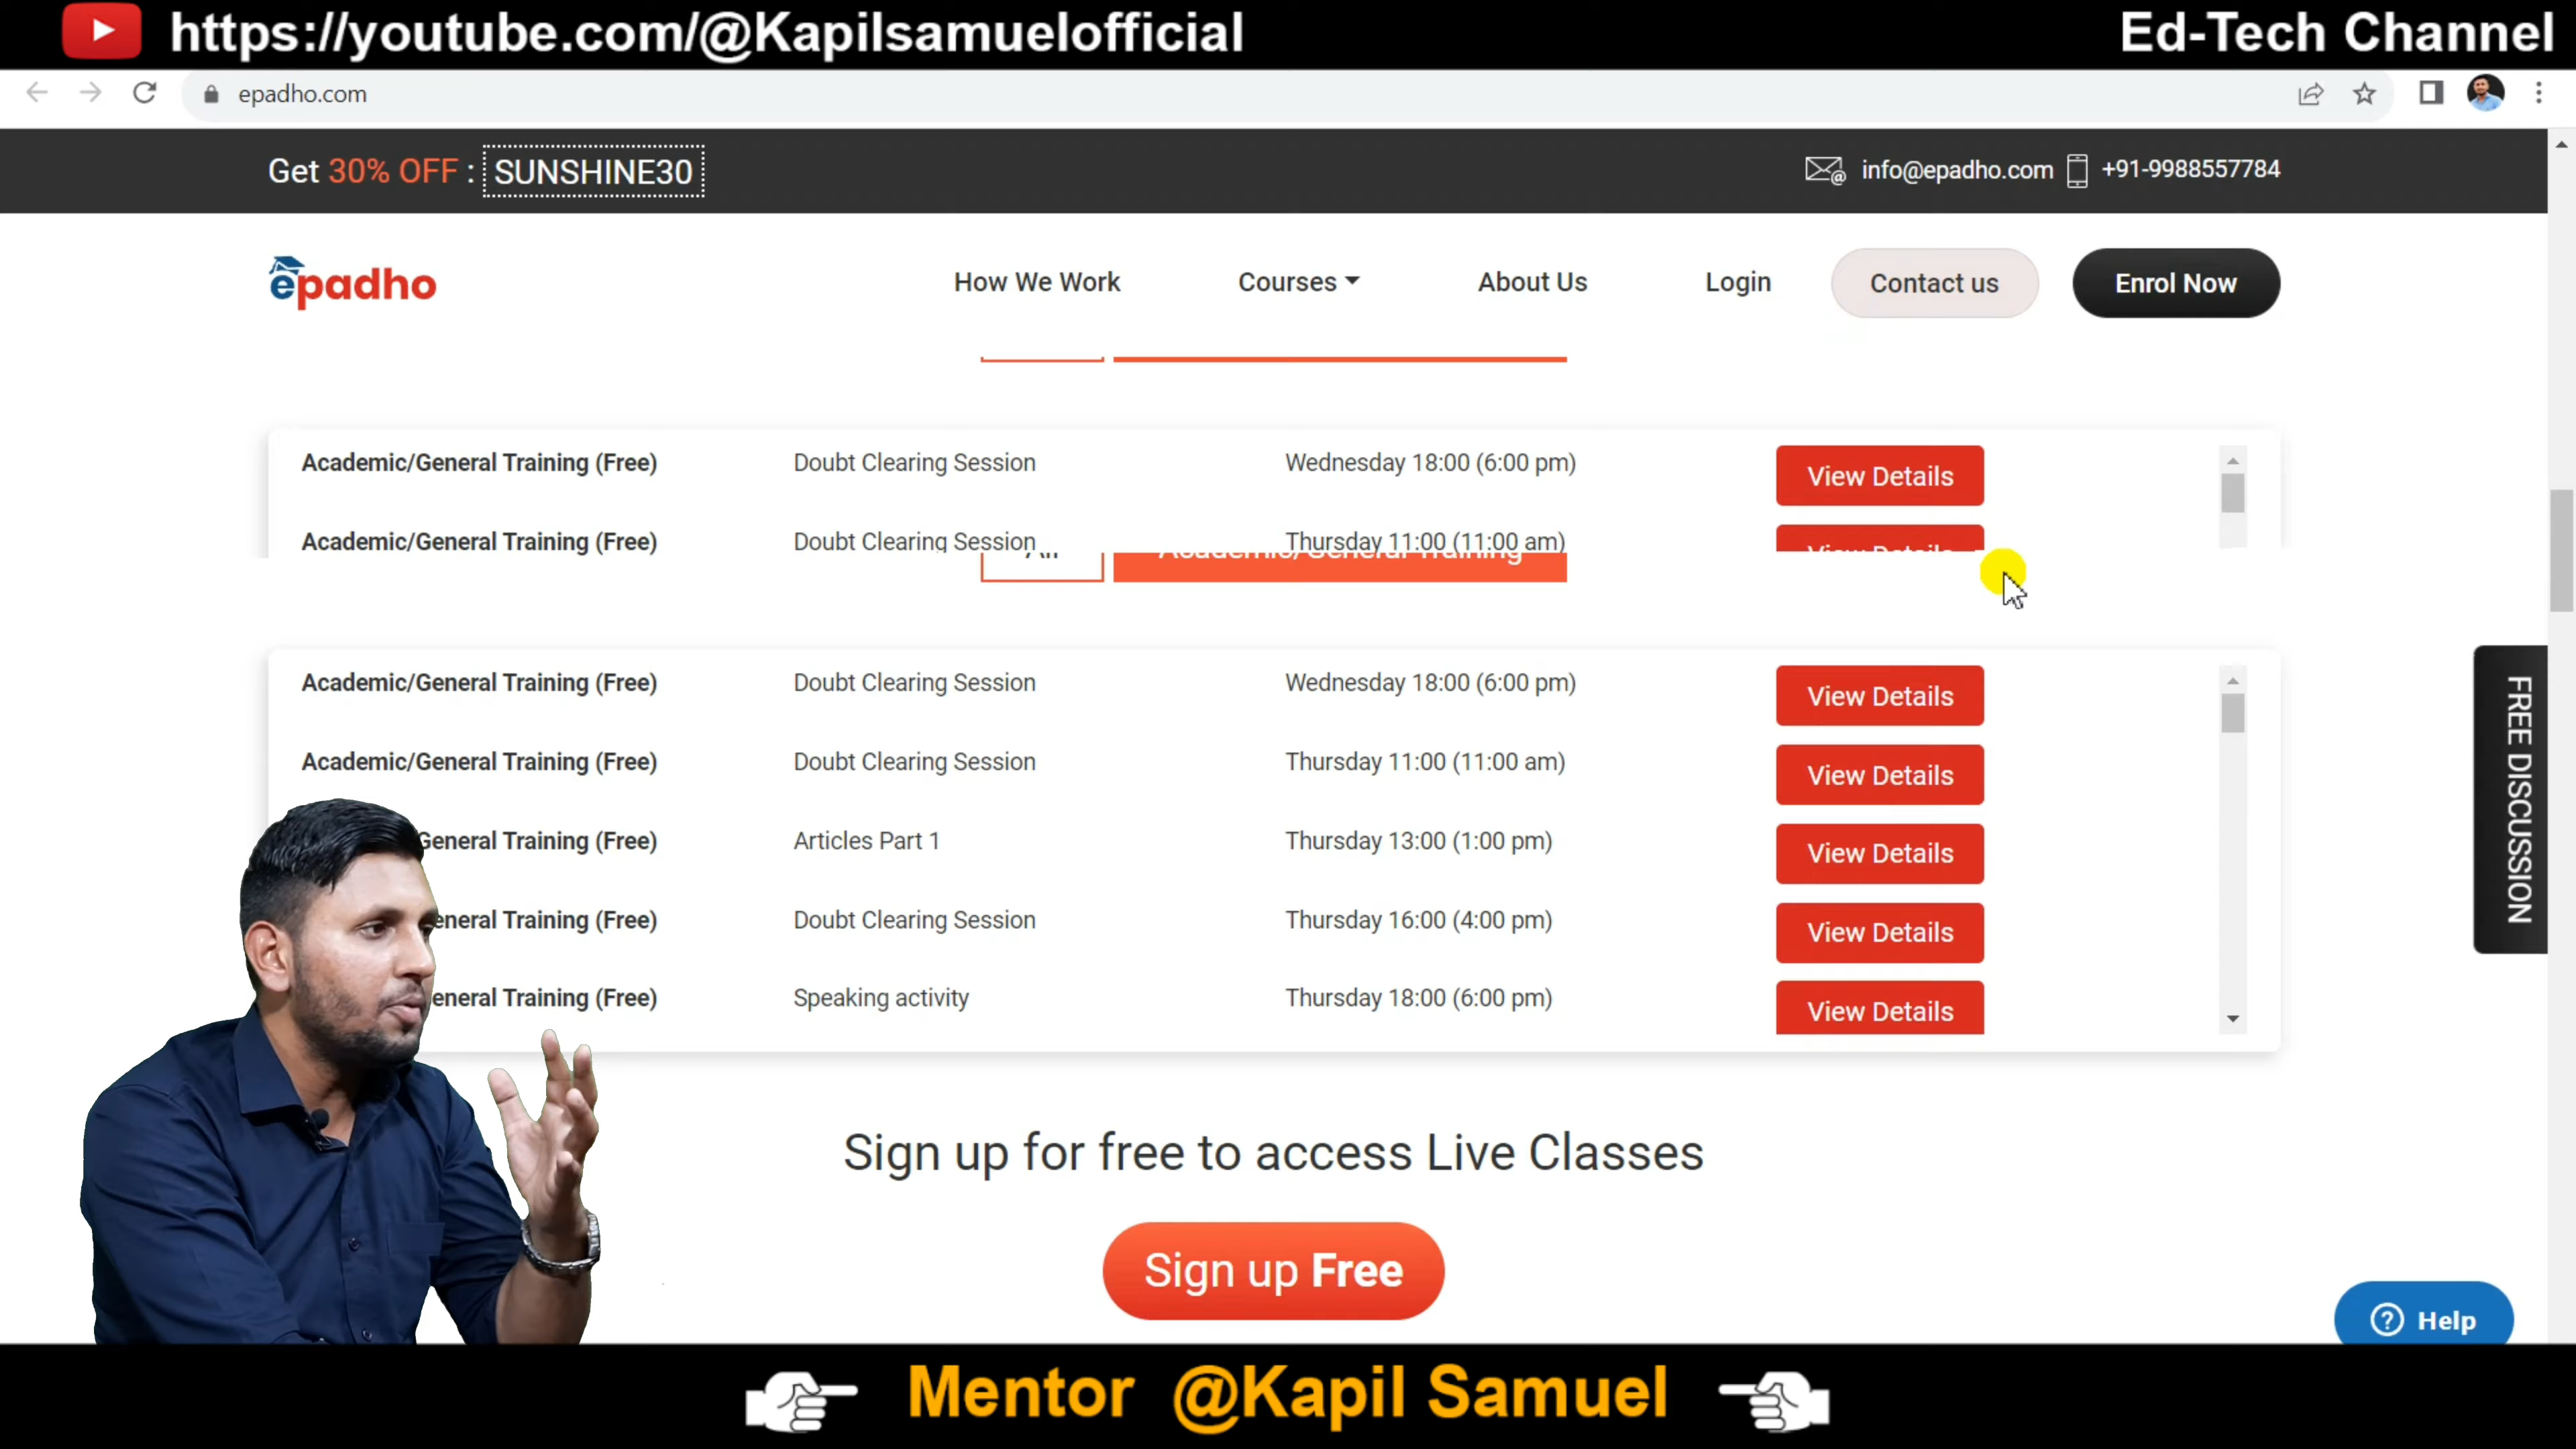 https://youtube.com/@Kapilsamuelofficial Ed-Tech Channel
epadho.com
Get 30% OFF : SUNSHINE30 info@epadho.com +91-9988557784
epadho How We Work Courses About Us Login Contact us Enrol Now
Academic/General Training (Free) Doubt Clearing Session Wednesday 18:00 (6:00 pm) View Details
Academic/General Training (Free) Doubt Clearing Session Thursday 11:00 (11:00 am) View Details
All Academic/General Training
Academic/General Training (Free) Doubt Clearing Session Wednesday 18:00 (6:00 pm) View Details
Academic/General Training (Free) Doubt Clearing Session Thursday 11:00 (11:00 am) View Details
General Training (Free) Articles Part 1 Thursday 13:00 (1:00 pm) View Details
eneral Training (Free) Doubt Clearing Session Thursday 16:00 (4:00 pm) View Details
eneral Training (Free) Speaking activity Thursday 18:00 (6:00 pm) View Details
FREE DISCUSSION
Sign up for free to access Live Classes
Sign up Free
? Help
Mentor @Kapil Samuel